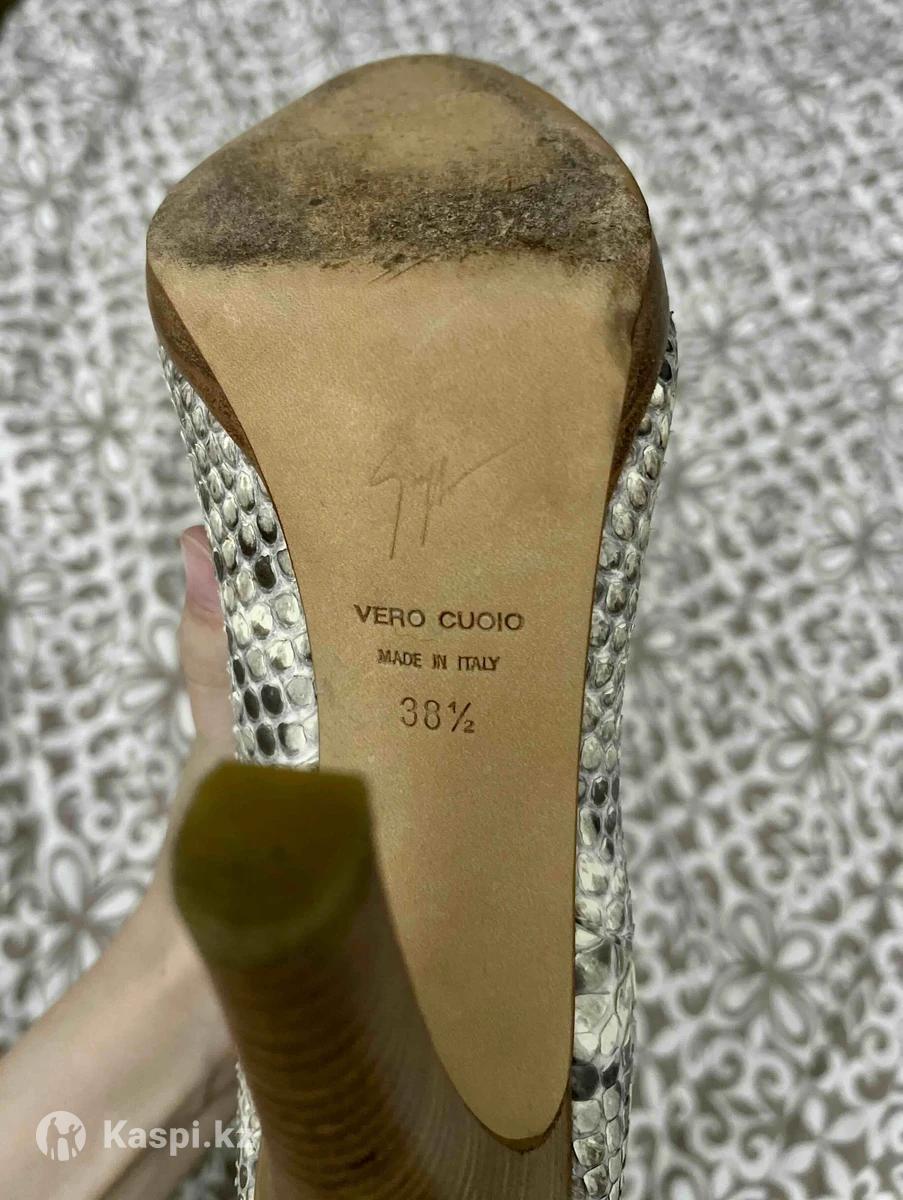 VERO CUOIO
MADE IN ITALY
38½
Kaspi.kz